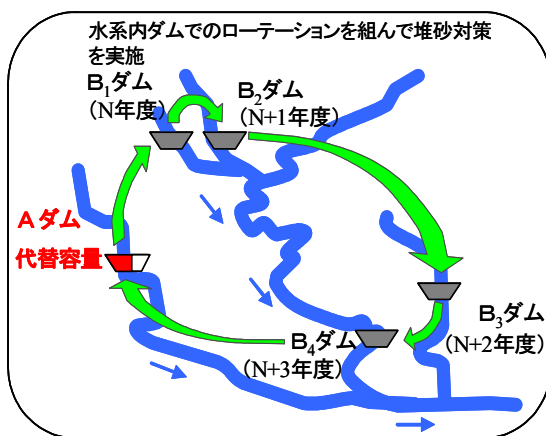 水系内ダムでのローテーションを組んで堆砂対策
を実施
B1ダム
（N年度）
B2ダム
（N+1年度）
Aダム
代替容量
B3ダム
（N+2年度）
B4ダム
（N+3年度）